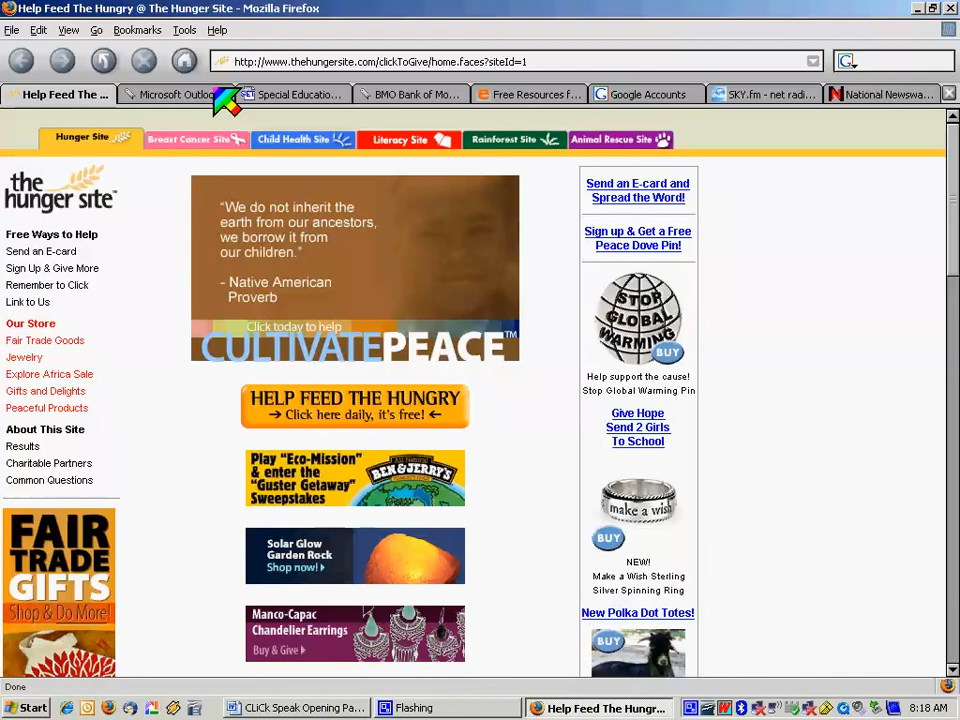 Help Feed The Hungry @ The Hunger Site - Mozilla Firefox
File Edit View Go Bookmarks Tools Help
http://www.thehungersite.com/clickToGive/home.faces?siteId=1
Help Feed The ...
Microsoft Outloo
Special Educatio...
BMO Bank of Mo...
Free Resources f...
Google Accounts
SKY.fm - net radi...
National Newswa...
Hunger Site
Breast Cancer Site
Child Health Site
Literacy Site
Rainforest Site
Animal Rescue Site
the hunger site™
Free Ways to Help
Send an E-card
Sign Up & Give More
Remember to Click
Link to Us
Our Store
Fair Trade Goods
Jewelry
Explore Africa Sale
Gifts and Delights
Peaceful Products
About This Site
Results
Charitable Partners
Common Questions
FAIR
TRADE
GIFTS
Shop & Do More!
“We do not inherit the
earth from our ancestors,
we borrow it from
our children.”
- Native American
Proverb
Click today to help
CULTIVATEPEACE™
HELP FEED THE HUNGRY
→ Click here daily, it's free! ←
Play “Eco-Mission”
& enter the
“Guster Getaway”
Sweepstakes
BEN & JERRY'S
Solar Glow
Garden Rock
Shop now!
Manco-Capac
Chandelier Earrings
Buy & Give
Send an E-card and
Spread the Word!
Sign up & Get a Free
Peace Dove Pin!
STOP
GLOBAL
WARMING
BUY
Help support the cause!
Stop Global Warming Pin
Give Hope
Send 2 Girls
To School
make a wish
BUY
NEW!
Make a Wish Sterling
Silver Spinning Ring
New Polka Dot Totes!
BUY
Done
Start
CLiCk Speak Opening Pa...
Flashing
Help Feed The Hungr...
8:18 AM